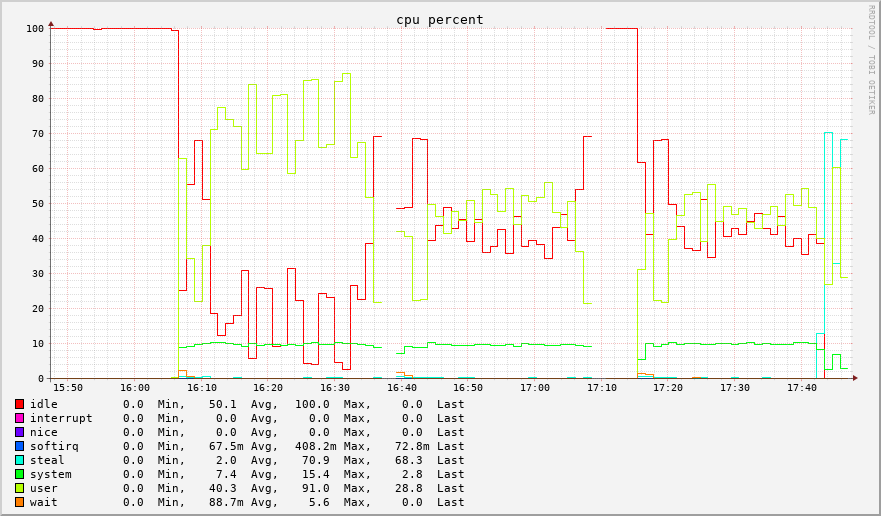 cpu percent
RRDTOOL / TOBI OETIKER
100
90
80
70
60
50
40
30
20
10
0
15:50 16:00 16:10 16:20 16:30 16:40 16:50 17:00 17:10 17:20 17:30 17:40
idle 0.0 Min, 50.1 Avg, 100.0 Max, 0.0 Last
interrupt 0.0 Min, 0.0 Avg, 0.0 Max, 0.0 Last
nice 0.0 Min, 0.0 Avg, 0.0 Max, 0.0 Last
softirq 0.0 Min, 67.5m Avg, 408.2m Max, 72.8m Last
steal 0.0 Min, 2.0 Avg, 70.9 Max, 68.3 Last
system 0.0 Min, 7.4 Avg, 15.4 Max, 2.8 Last
user 0.0 Min, 40.3 Avg, 91.0 Max, 28.8 Last
wait 0.0 Min, 88.7m Avg, 5.6 Max, 0.0 Last